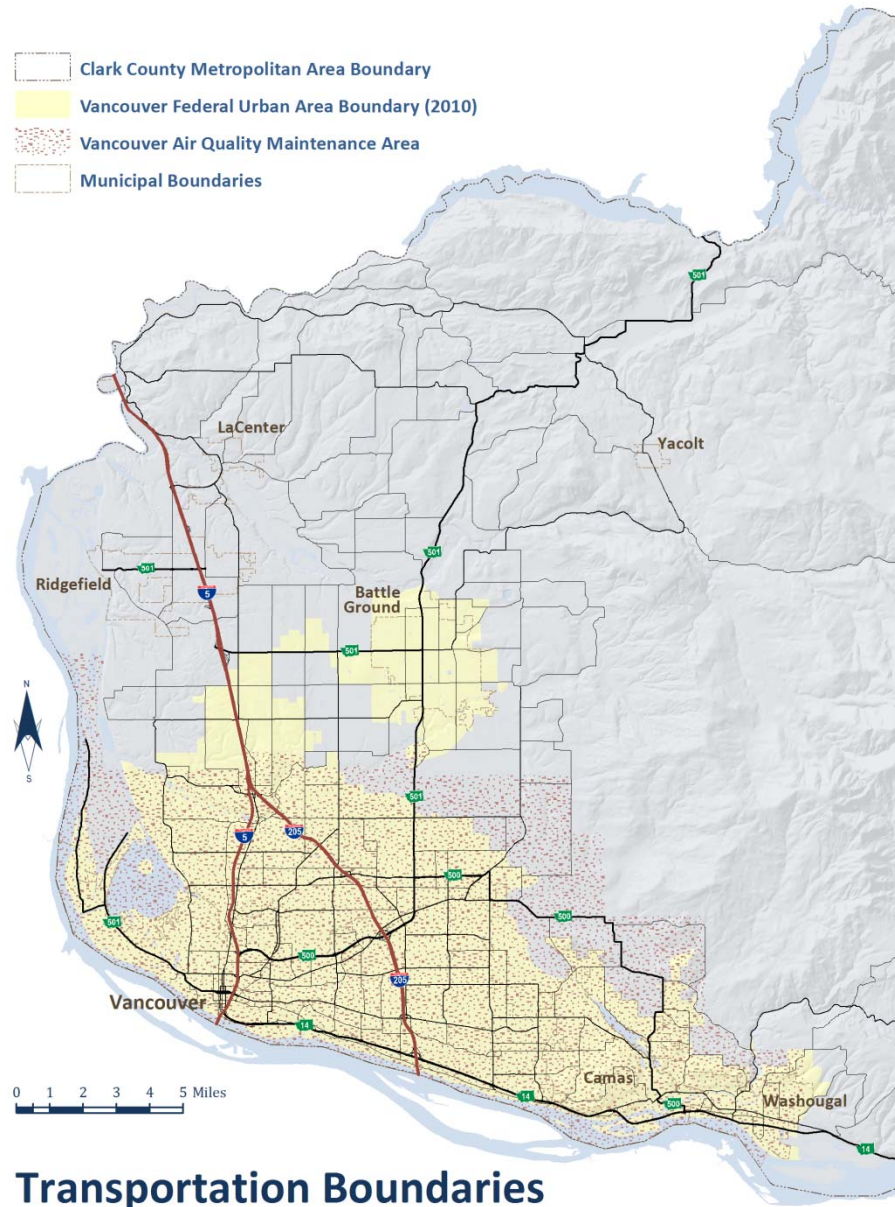 Clark County Metropolitan Area Boundary
Vancouver Federal Urban Area Boundary (2010)
Vancouver Air Quality Maintenance Area
Municipal Boundaries
501
LaCenter
Yacolt
501
501
Ridgefield
5
Battle
Ground
501
N
S
501
5
205
500
501
500
500
205
Vancouver
14
Camas
0 1 2 3 4 5 Miles
14
Washougal
500
14
Transportation Boundaries